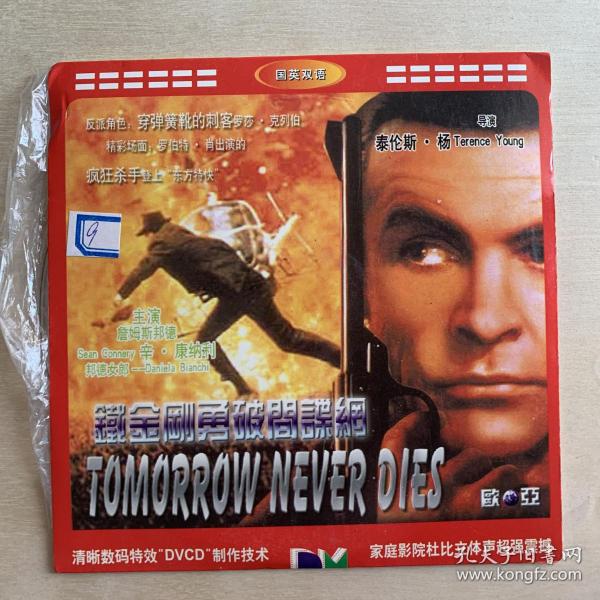 国英双语
反派角色：穿弹簧靴的刺客罗莎·克列伯
精彩场面：罗伯特·肖出演的
疯狂杀手登上“东方特快”
导演
泰伦斯·杨 Terence Young
9
主演
詹姆斯邦德
Sean Connery 辛·康纳利
邦德女郎—Daniela Bianchi
鐵金剛勇破間諜網
TOMORROW NEVER DIES
歐亞
清晰数码特效"DVCD"制作技术
家庭影院杜比立体声超强震撼
孔夫子旧书网
www.kongfz.com